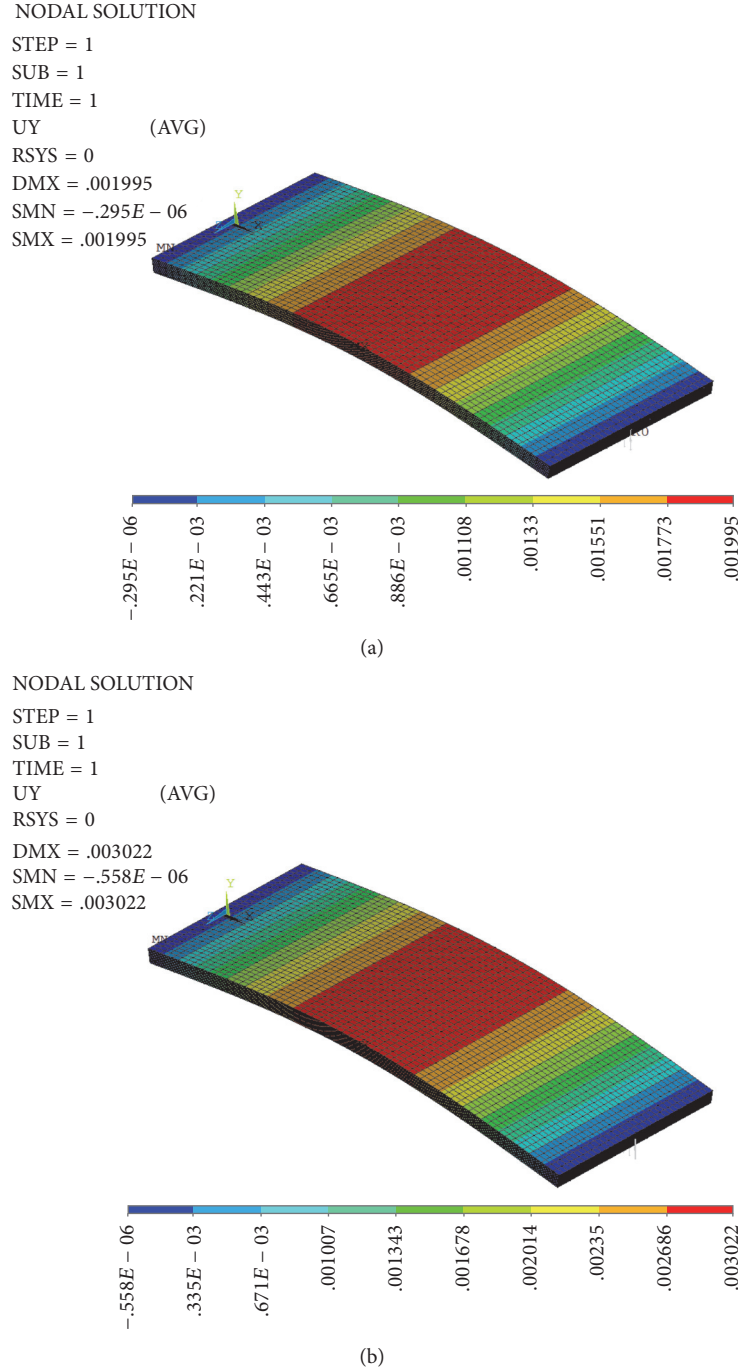 NODAL SOLUTION
STEP = 1
SUB = 1
TIME = 1
UY (AVG)
RSYS = 0
DMX = .001995
SMN = −.295E − 06
SMX = .001995
Y
X
MN
−.295E − 06
.221E − 03
.443E − 03
.665E − 03
.886E − 03
.001108
.00133
.001551
.001773
.001995
(a)
NODAL SOLUTION
STEP = 1
SUB = 1
TIME = 1
UY (AVG)
RSYS = 0
DMX = .003022
SMN = −.558E − 06
SMX = .003022
Y
X
MN
−.558E − 06
.335E − 03
.671E − 03
.001007
.001343
.001678
.002014
.00235
.002686
.003022
(b)